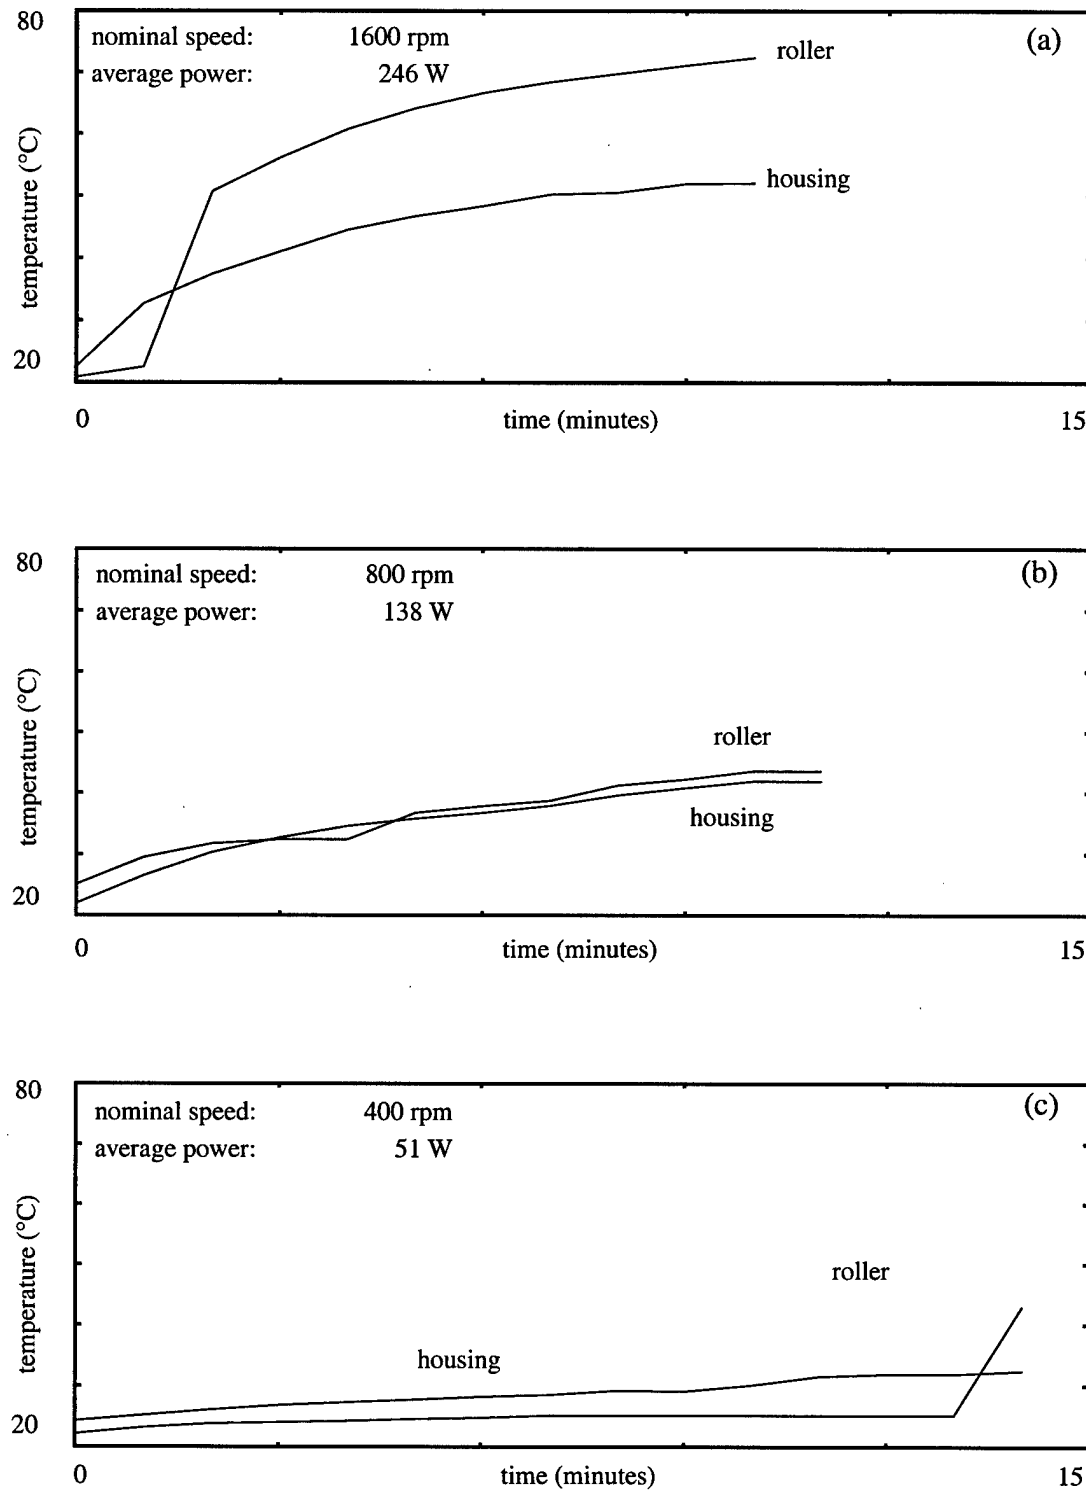 80
nominal speed: 1600 rpm
average power: 246 W
(a)
roller
housing
temperature (°C)
20
0
time (minutes)
15
80
nominal speed: 800 rpm
average power: 138 W
(b)
roller
housing
temperature (°C)
20
0
time (minutes)
15
80
nominal speed: 400 rpm
average power: 51 W
(c)
roller
housing
temperature (°C)
20
0
time (minutes)
15